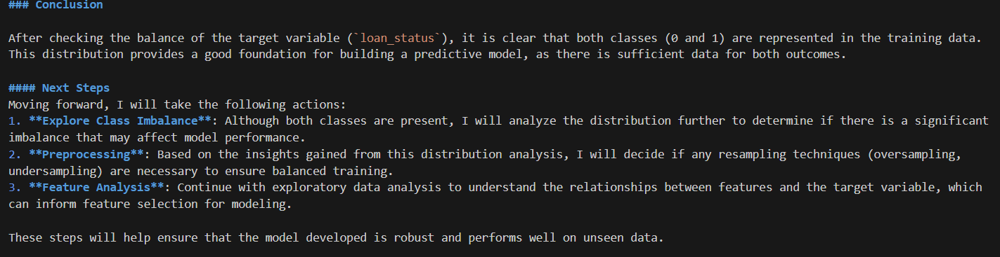 ### Conclusion
After checking the balance of the target variable (`loan_status`), it is clear that both classes (0 and 1) are represented in the training data.
This distribution provides a good foundation for building a predictive model, as there is sufficient data for both outcomes.
#### Next Steps
Moving forward, I will take the following actions:
1. **Explore Class Imbalance**: Although both classes are present, I will analyze the distribution further to determine if there is a significant
imbalance that may affect model performance.
2. **Preprocessing**: Based on the insights gained from this distribution analysis, I will decide if any resampling techniques (oversampling,
undersampling) are necessary to ensure balanced training.
3. **Feature Analysis**: Continue with exploratory data analysis to understand the relationships between features and the target variable, which
can inform feature selection for modeling.
These steps will help ensure that the model developed is robust and performs well on unseen data.